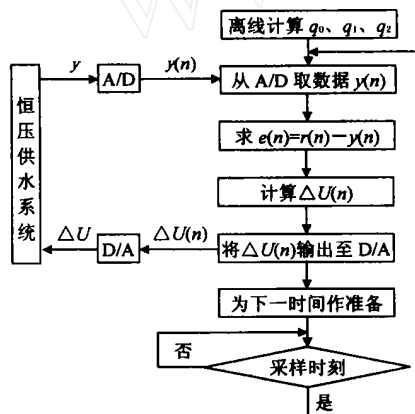 离线计算 q₀、q₁、q₂
y
A/D
y(n)
从 A/D 取数据 y(n)
恒压供水系统
求 e(n)=r(n)−y(n)
计算△U(n)
△U
D/A
△U(n)
将△U(n)输出至 D/A
为下一时间作准备
否
采样时刻
是